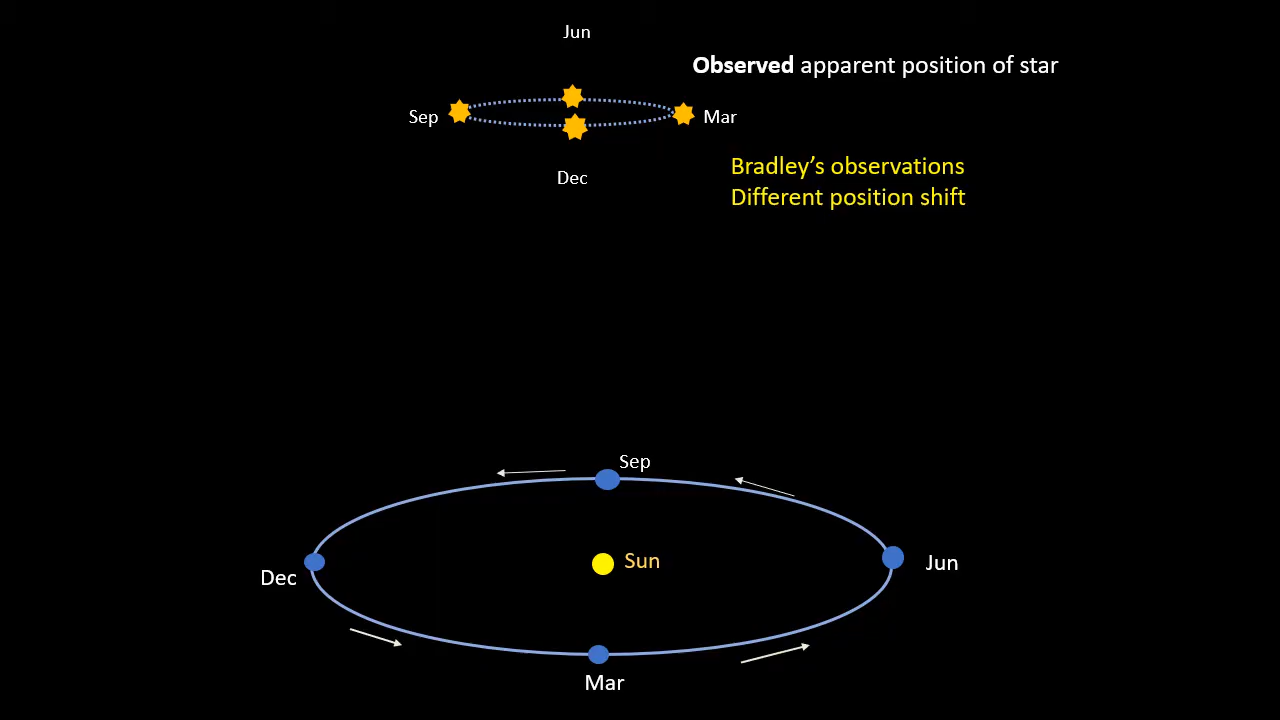 Jun
Observed apparent position of star
Sep
Mar
Bradley’s observations
Different position shift
Dec
Sep
Sun
Dec
Jun
Mar